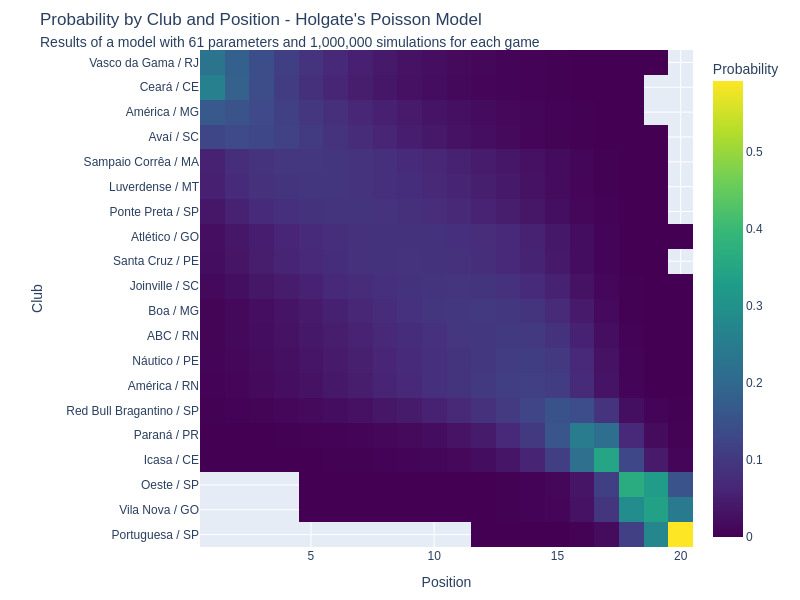 Probability by Club and Position - Holgate's Poisson Model
Results of a model with 61 parameters and 1,000,000 simulations for each game
Probability
Vasco da Gama / RJ
Ceará / CE
América / MG
Avaí / SC
Sampaio Corrêa / MA
Luverdense / MT
Ponte Preta / SP
Atlético / GO
Santa Cruz / PE
Joinville / SC
Boa / MG
ABC / RN
Náutico / PE
América / RN
Red Bull Bragantino / SP
Paraná / PR
Icasa / CE
Oeste / SP
Vila Nova / GO
Portuguesa / SP
Club
5
10
15
20
Position
0.5
0.4
0.3
0.2
0.1
0